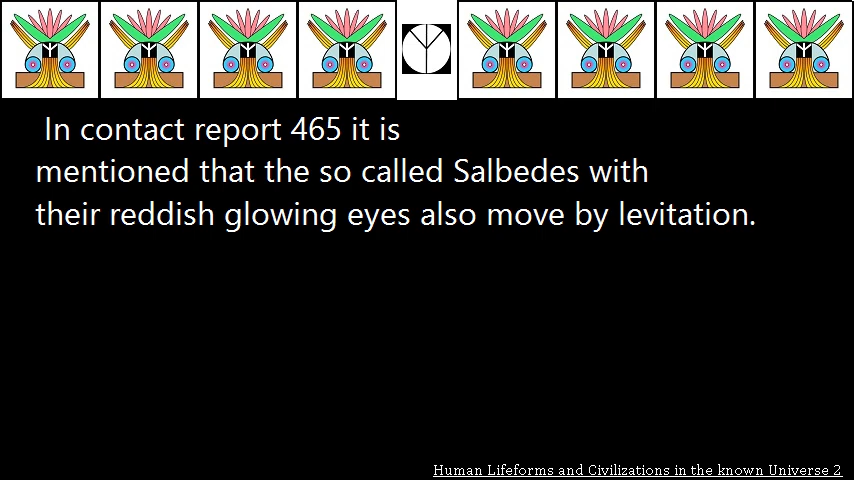 In contact report 465 it is
mentioned that the so called Salbedes with
their reddish glowing eyes also move by levitation.
Human Lifeforms and Civilizations in the known Universe 2